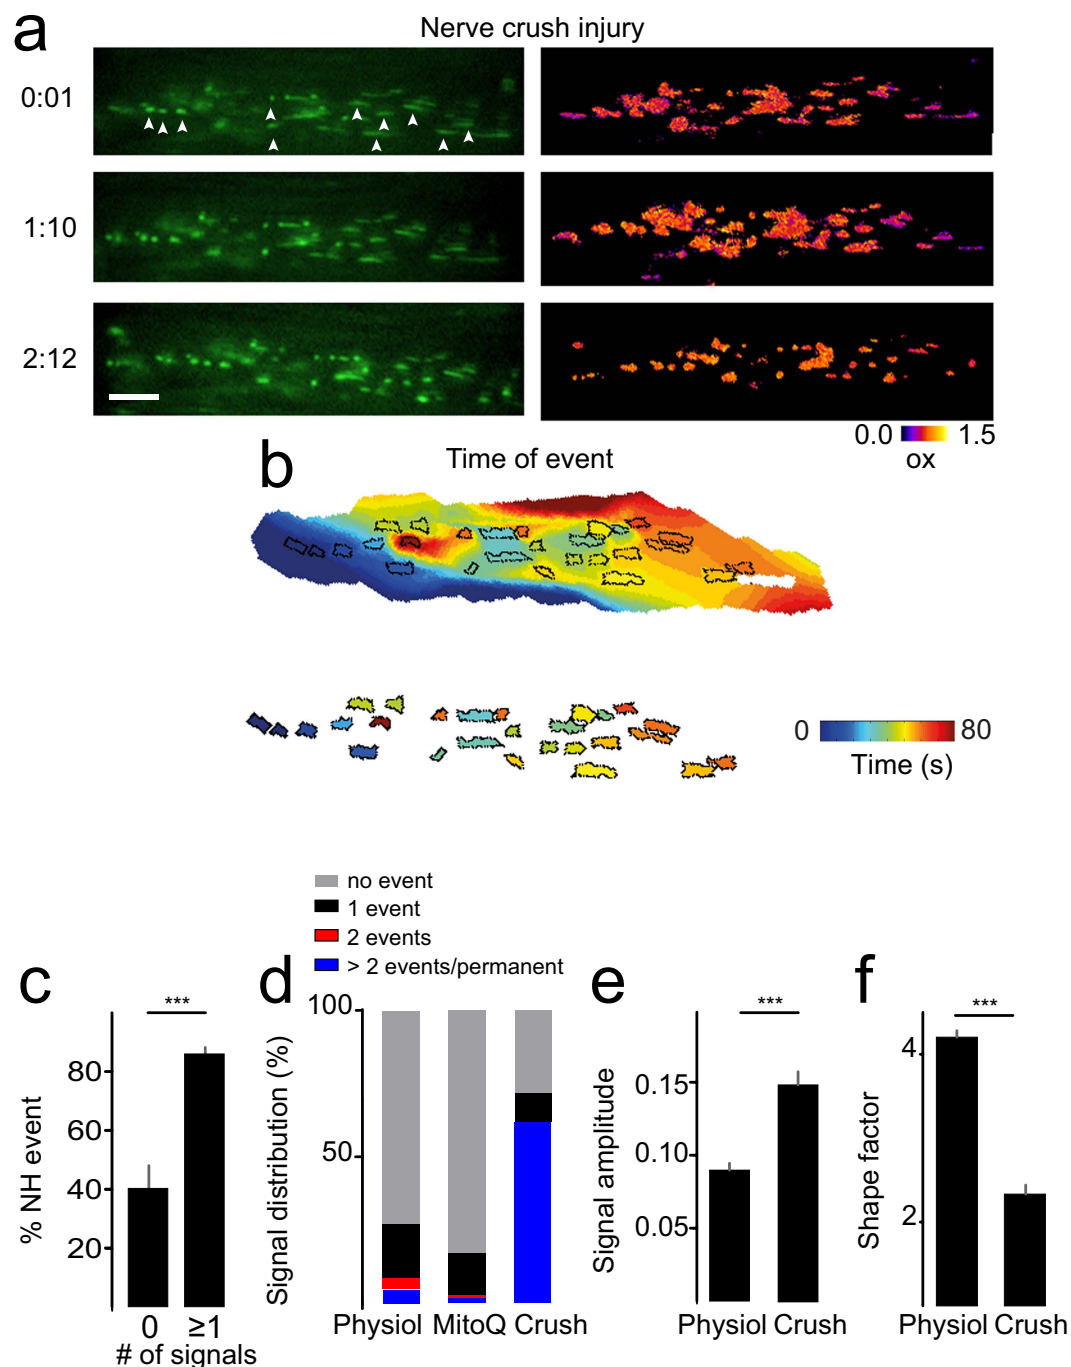 a
Nerve crush injury
0:01
1:10
2:12
0.0 1.5
ox
b
Time of event
0 80
Time (s)
no event
1 event
2 events
> 2 events/permanent
c
***
% NH event
80
60
40
20
0 ≥1
# of signals
d
Signal distribution (%)
100
50
Physiol MitoQ Crush
e
***
Signal amplitude
0.15
0.10
0.05
Physiol Crush
f
***
Shape factor
4
2
Physiol Crush